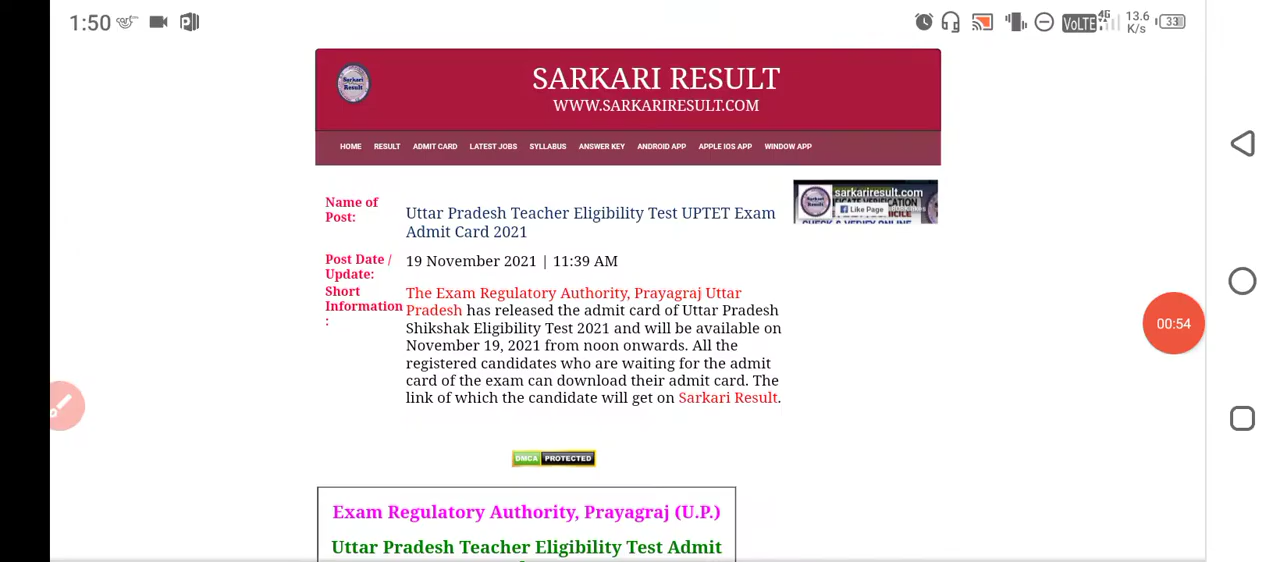 1:50
VoLTE 4G 13.6 K/s 33
Sarkari Result
SARKARI RESULT
WWW.SARKARIRESULT.COM
HOME RESULT ADMIT CARD LATEST JOBS SYLLABUS ANSWER KEY ANDROID APP APPLE IOS APP WINDOW APP
sarkariresult.com
Like Page
CHECK & VERIFY ONLINE
Name of
Post:
Uttar Pradesh Teacher Eligibility Test UPTET Exam
Admit Card 2021
Post Date /
Update:
19 November 2021 | 11:39 AM
Short
Information
:
The Exam Regulatory Authority, Prayagraj Uttar
Pradesh has released the admit card of Uttar Pradesh
Shikshak Eligibility Test 2021 and will be available on
November 19, 2021 from noon onwards. All the
registered candidates who are waiting for the admit
card of the exam can download their admit card. The
link of which the candidate will get on Sarkari Result.
00:54
DMCA PROTECTED
Exam Regulatory Authority, Prayagraj (U.P.)
Uttar Pradesh Teacher Eligibility Test Admit